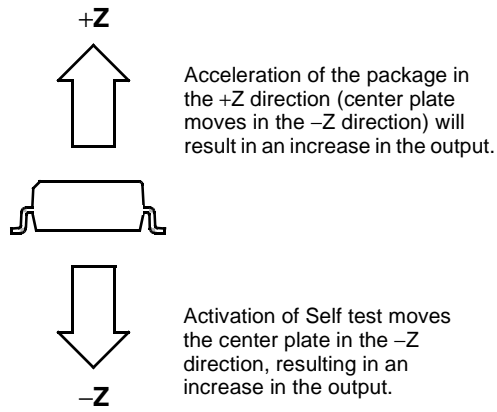 +Z
Acceleration of the package in
the +Z direction (center plate
moves in the −Z direction) will
result in an increase in the output.
Activation of Self test moves
the center plate in the −Z
direction, resulting in an
increase in the output.
−Z